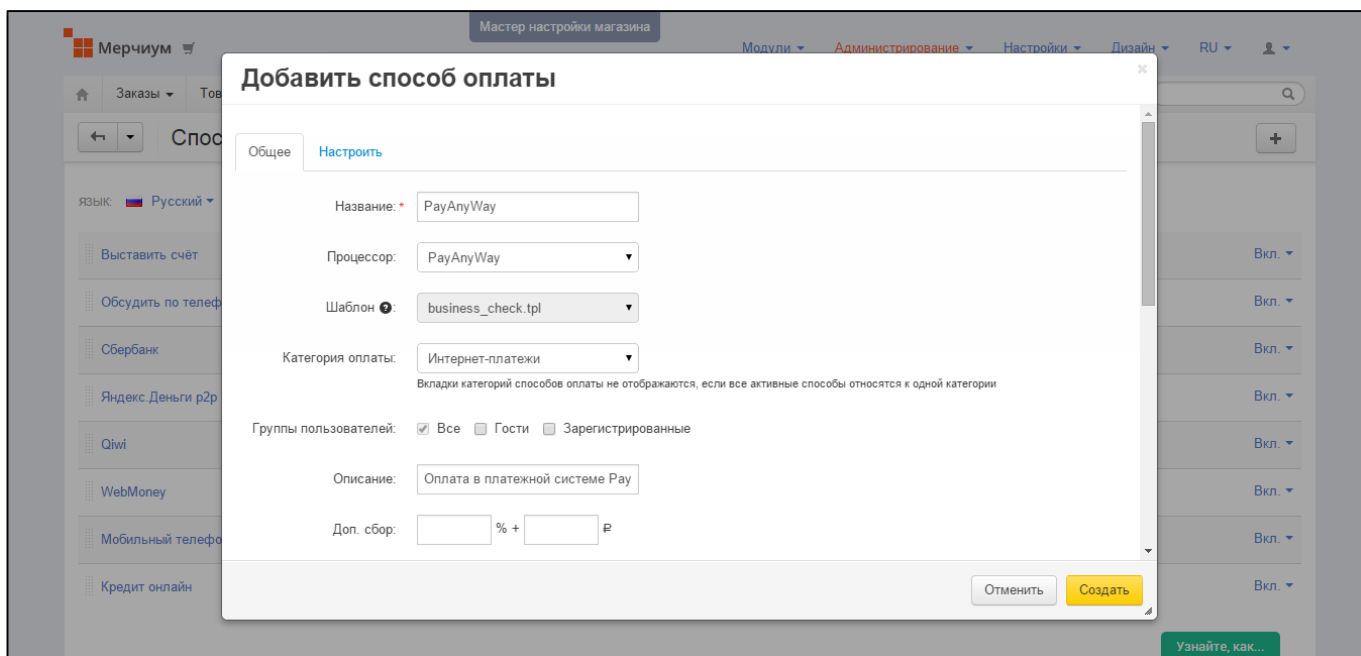 Мастер настройки магазина
Мерчиум
Модули Администрирование Настройки Дизайн RU
Добавить способ оплаты
Заказы Тов
Спос
Общее Настроить
язык: Русский
Название: * PayAnyWay
Процессор: PayAnyWay
Выставить счёт Вкл.
Шаблон ?: business_check.tpl
Обсудить по телеф Вкл.
Сбербанк Вкл.
Категория оплаты: Интернет-платежи
Вкладки категорий способов оплаты не отображаются, если все активные способы относятся к одной категории
Яндекс.Деньги p2p Вкл.
Группы пользователей: Все Гости Зарегистрированные
Qiwi Вкл.
Описание: Оплата в платежной системе Pay
WebMoney Вкл.
Доп. сбор: % + ₽
Мобильный телефо Вкл.
Кредит онлайн Вкл.
Отменить Создать
Узнайте, как...